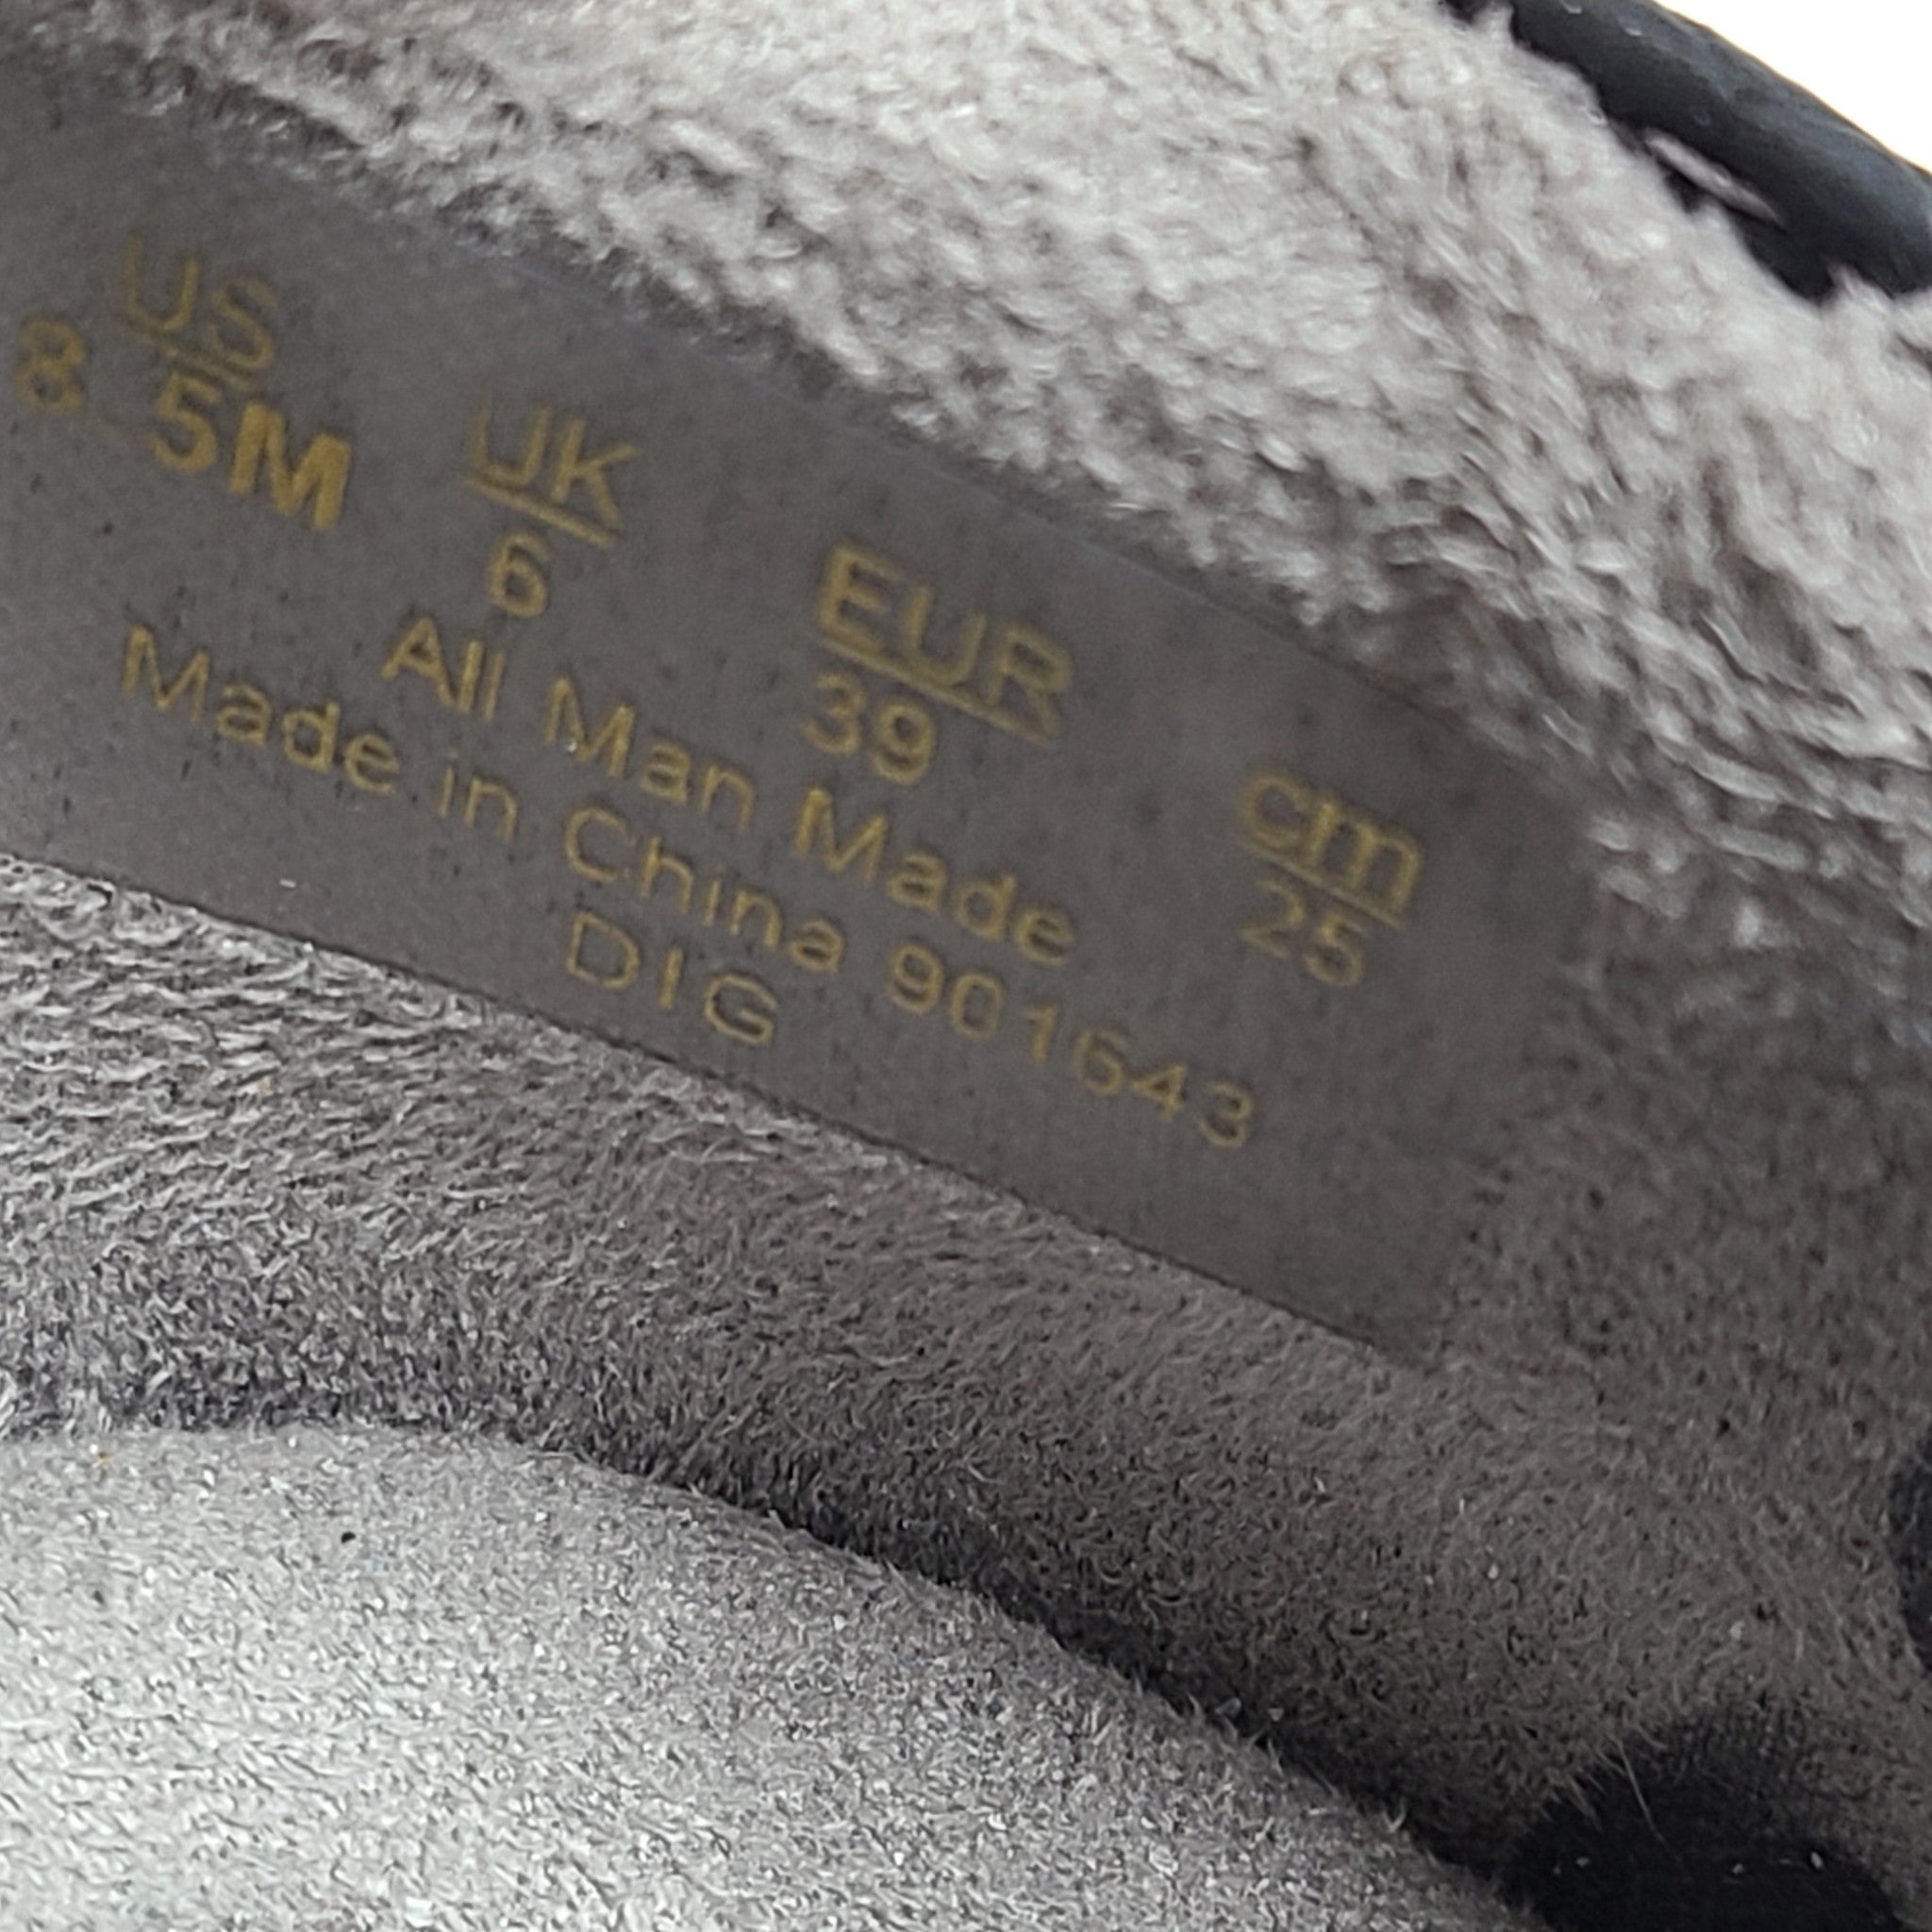 US UK EUR cm
8.5M 6 39 25
All Man Made
Made in China 901643
DIG